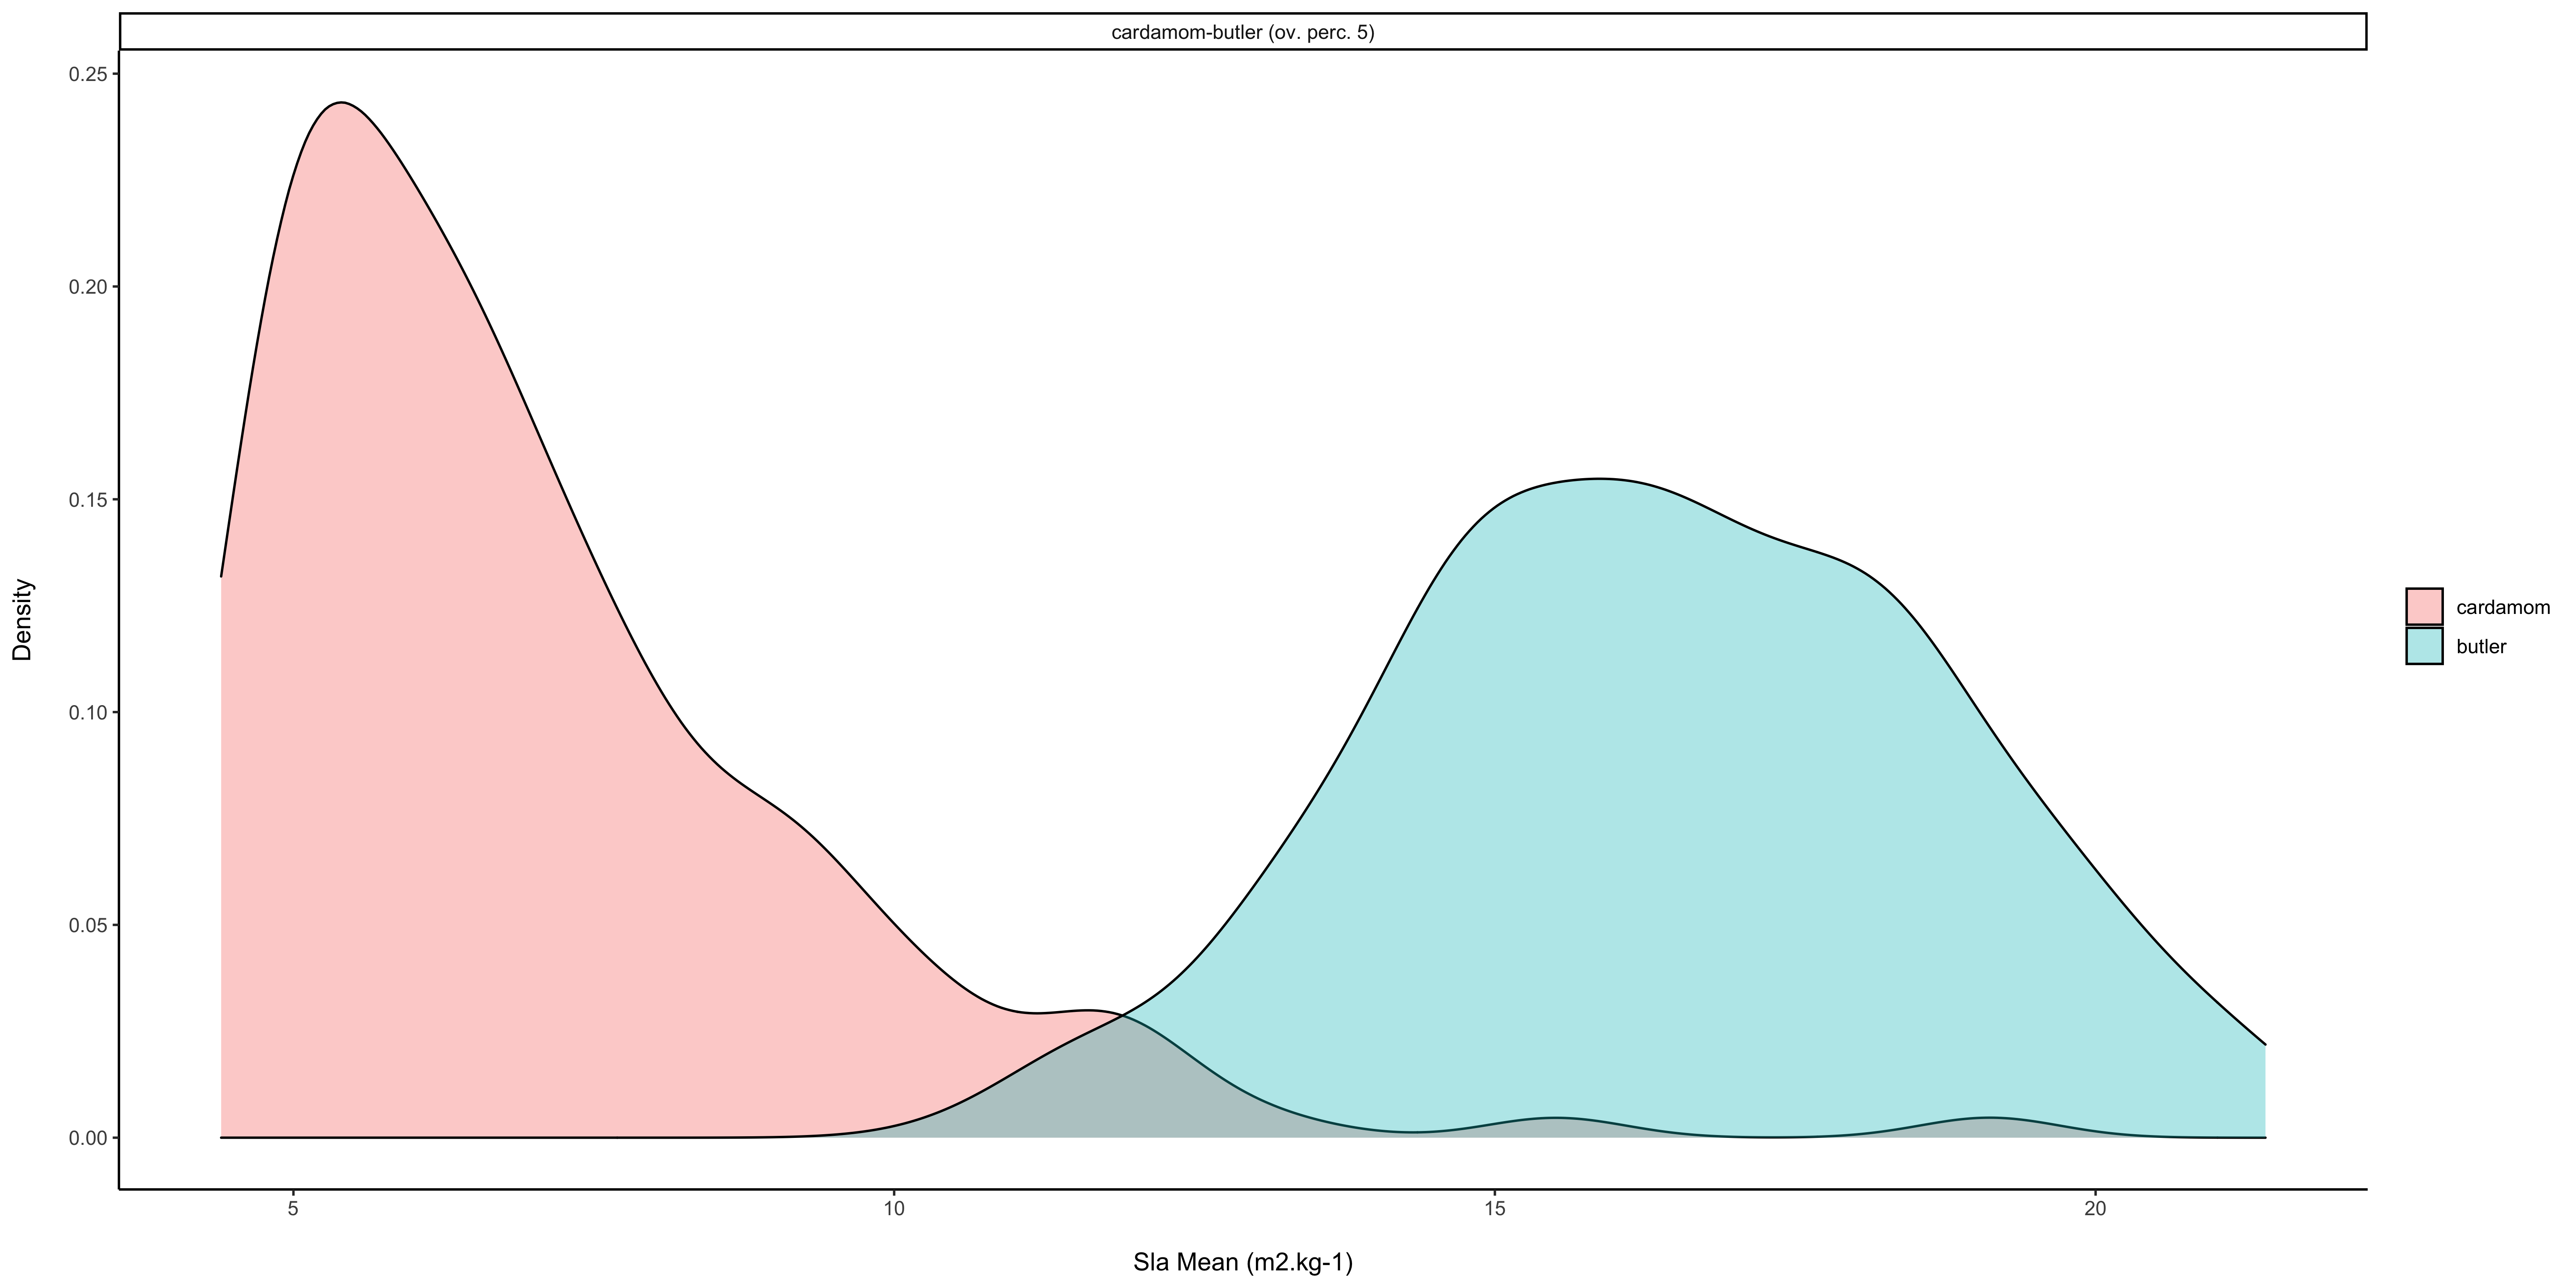 cardamom-butler (ov. perc. 5)
0.25
0.20
0.15
0.10
0.05
0.00
Density
5 10 15 20
Sla Mean (m2.kg-1)
cardamom
butler